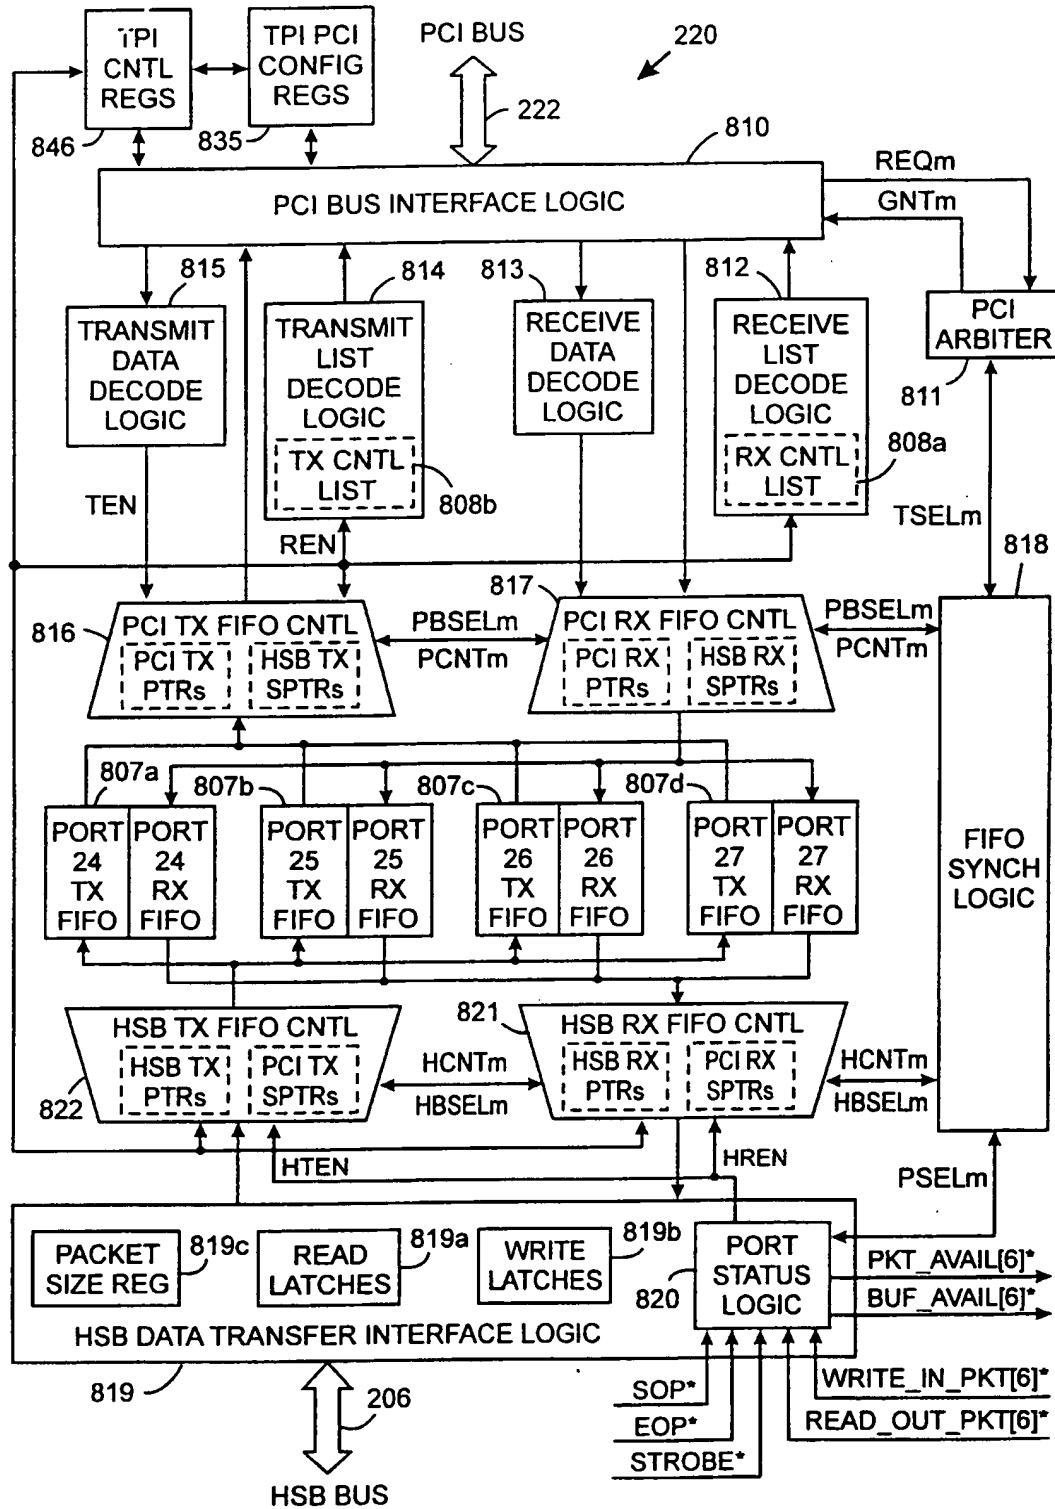 TPI
CNTL
REGS
TPI PCI
CONFIG
REGS
PCI BUS
220
222
846
835
810
PCI BUS INTERFACE LOGIC
REQm
GNTm
815
814
813
812
TRANSMIT
DATA
DECODE
LOGIC
TRANSMIT
LIST
DECODE
LOGIC
TX CNTL
LIST
RECEIVE
DATA
DECODE
LOGIC
RECEIVE
LIST
DECODE
LOGIC
RX CNTL
LIST
PCI
ARBITER
811
808b
808a
TEN
REN
TSELm
818
816
817
PCI TX FIFO CNTL
PCI TX
PTRs
HSB TX
SPTRs
PBSELm
PCNTm
PCI RX FIFO CNTL
PCI RX
PTRs
HSB RX
SPTRs
PBSELm
PCNTm
807a
807b
807c
807d
PORT
24
TX
FIFO
PORT
24
RX
FIFO
PORT
25
TX
FIFO
PORT
25
RX
FIFO
PORT
26
TX
FIFO
PORT
26
RX
FIFO
PORT
27
TX
FIFO
PORT
27
RX
FIFO
FIFO
SYNCH
LOGIC
HSB TX FIFO CNTL
HSB TX
PTRs
PCI TX
SPTRs
822
821
HCNTm
HBSELm
HSB RX FIFO CNTL
HSB RX
PTRs
PCI RX
SPTRs
HCNTm
HBSELm
HTEN
HREN
PSELm
PACKET
SIZE REG
819c
READ
LATCHES
819a
WRITE
LATCHES
819b
820
PORT
STATUS
LOGIC
PKT_AVAIL[6]*
BUF_AVAIL[6]*
HSB DATA TRANSFER INTERFACE LOGIC
819
206
HSB BUS
SOP*
EOP*
STROBE*
WRITE_IN_PKT[6]*
READ_OUT_PKT[6]*